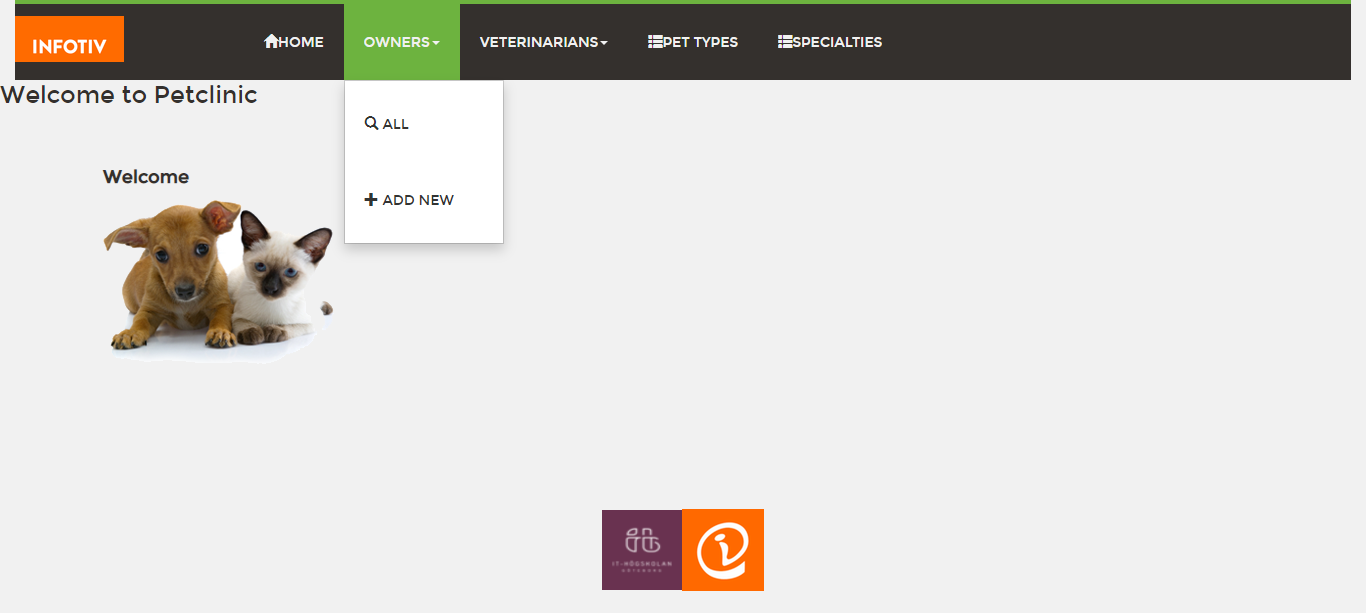 INFOTIV
HOME OWNERS VETERINARIANS PET TYPES SPECIALTIES
Welcome to Petclinic
ALL
ADD NEW
Welcome
IT-HÖGSKOLAN
GÖTEBORG